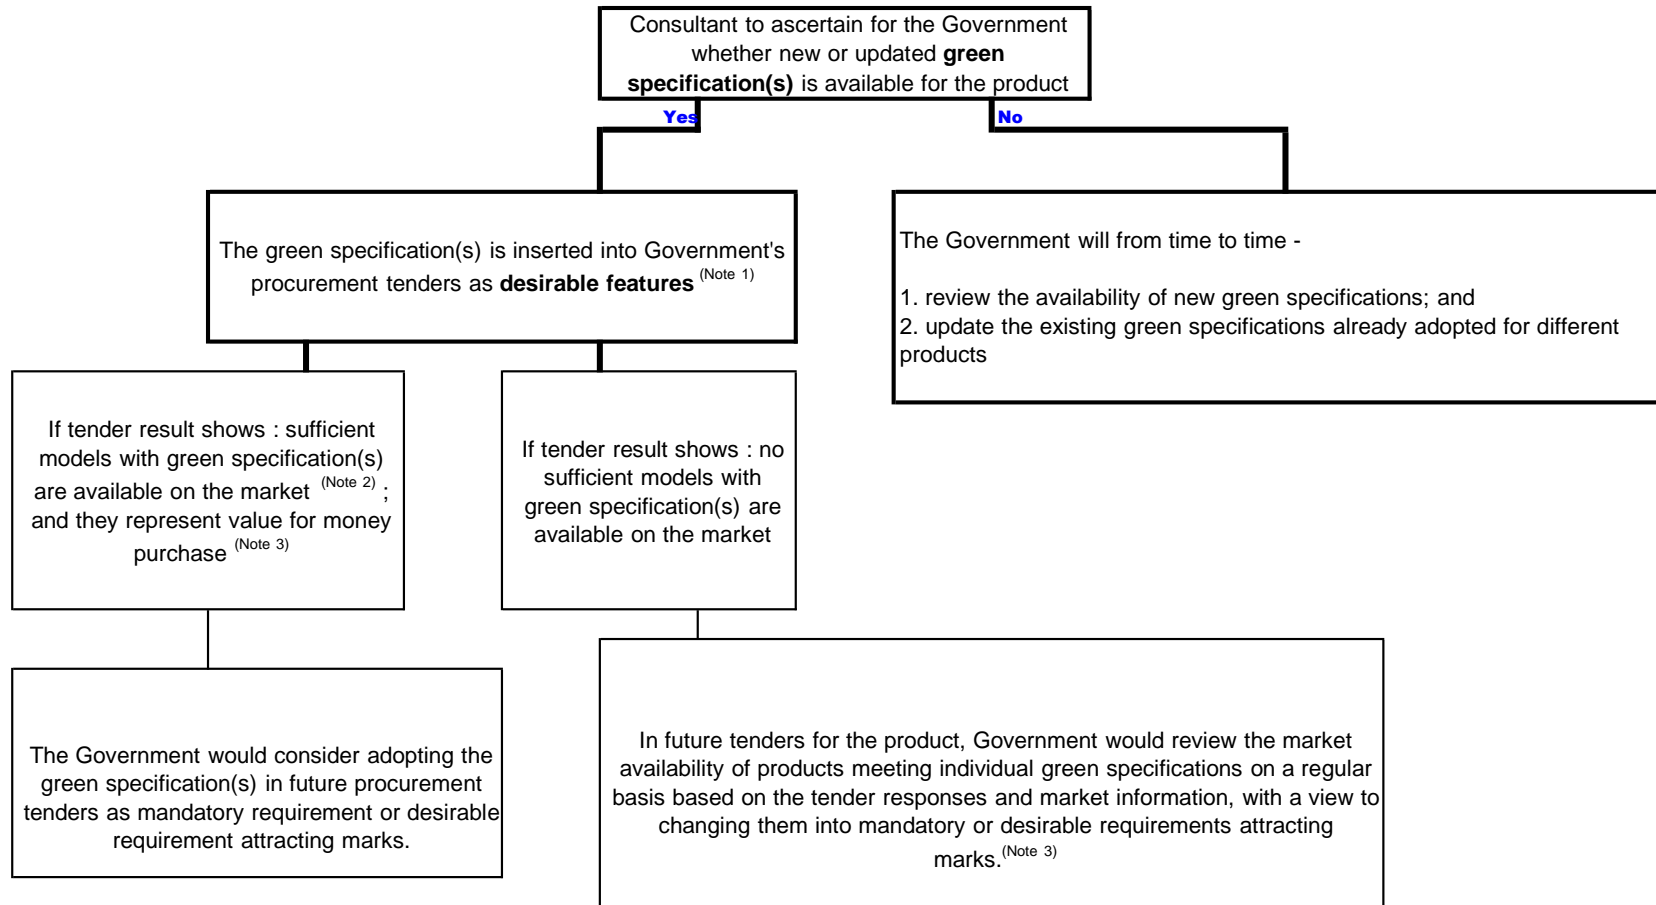 Consultant to ascertain for the Government
whether new or updated green
specification(s) is available for the product
Yes
No
The green specification(s) is inserted into Government's
procurement tenders as desirable features (Note 1)
The Government will from time to time -
1. review the availability of new green specifications; and
2. update the existing green specifications already adopted for different
products
If tender result shows : sufficient
models with green specification(s)
are available on the market (Note 2) ;
and they represent value for money
purchase (Note 3)
If tender result shows : no
sufficient models with
green specification(s) are
available on the market
The Government would consider adopting the
green specification(s) in future procurement
tenders as mandatory requirement or desirable
requirement attracting marks.
In future tenders for the product, Government would review the market
availability of products meeting individual green specifications on a regular
basis based on the tender responses and market information, with a view to
changing them into mandatory or desirable requirements attracting
marks.(Note 3)